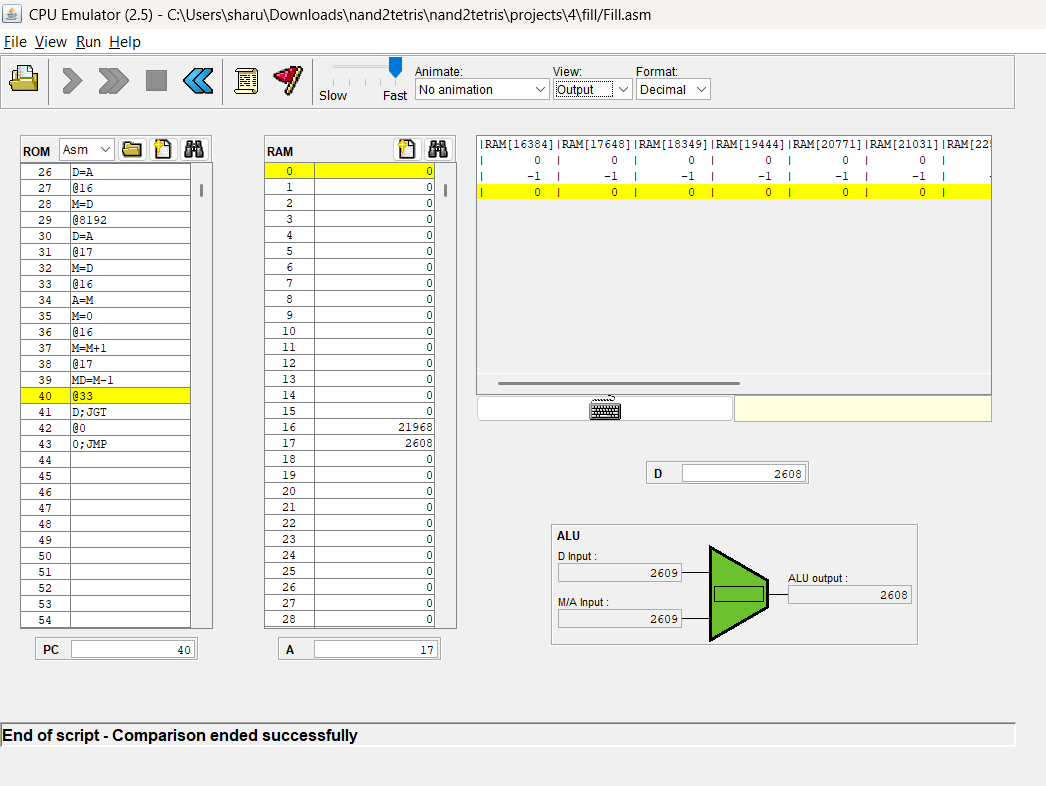 CPU Emulator (2.5) - C:\Users\sharu\Downloads\nand2tetris\nand2tetris\projects\4\fill/Fill.asm
File View Run Help
Slow Fast
Animate:
No animation
View:
Output
Format:
Decimal
ROM Asm
26 D=A
27 @16
28 M=D
29 @8192
30 D=A
31 @17
32 M=D
33 @16
34 A=M
35 M=0
36 @16
37 M=M+1
38 @17
39 MD=M-1
40 @33
41 D;JGT
42 @0
43 0;JMP
44
45
46
47
48
49
50
51
52
53
54
PC 40
RAM
0 0
1 0
2 0
3 0
4 0
5 0
6 0
7 0
8 0
9 0
10 0
11 0
12 0
13 0
14 0
15 0
16 21968
17 2608
18 0
19 0
20 0
21 0
22 0
23 0
24 0
25 0
26 0
27 0
28 0
A 17
|RAM[16384]|RAM[17648]|RAM[18349]|RAM[19444]|RAM[20771]|RAM[21031]|RAM[225
| 0 | 0 | 0 | 0 | 0 | 0 |
| -1 | -1 | -1 | -1 | -1 | -1 |
| 0 | 0 | 0 | 0 | 0 | 0 |
D 2608
ALU
D Input :
2609
M/A Input :
2609
ALU output :
2608
End of script - Comparison ended successfully